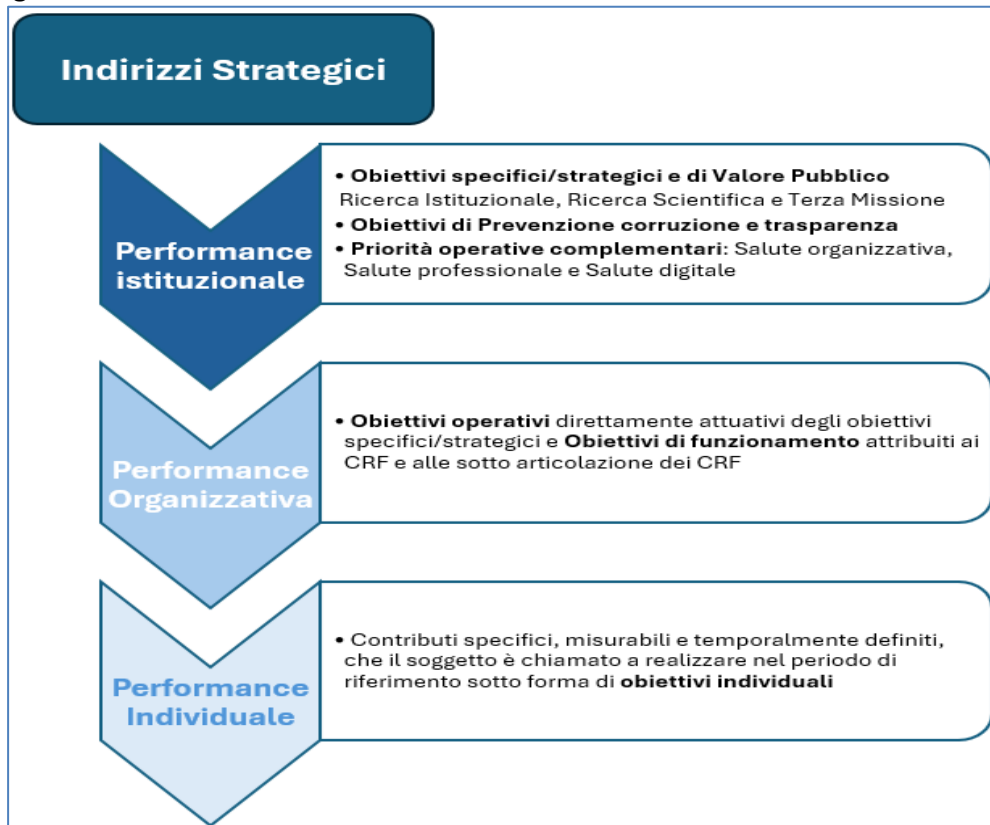 Indirizzi Strategici
Performance
istituzionale
• Obiettivi specifici/strategici e di Valore Pubblico
Ricerca Istituzionale, Ricerca Scientifica e Terza Missione
• Obiettivi di Prevenzione corruzione e trasparenza
• Priorità operative complementari: Salute organizzativa,
Salute professionale e Salute digitale
Performance
Organizzativa
• Obiettivi operativi direttamente attuativi degli obiettivi
specifici/strategici e Obiettivi di funzionamento attribuiti ai
CRF e alle sotto articolazione dei CRF
Performance
Individuale
• Contributi specifici, misurabili e temporalmente definiti,
che il soggetto è chiamato a realizzare nel periodo di
riferimento sotto forma di obiettivi individuali